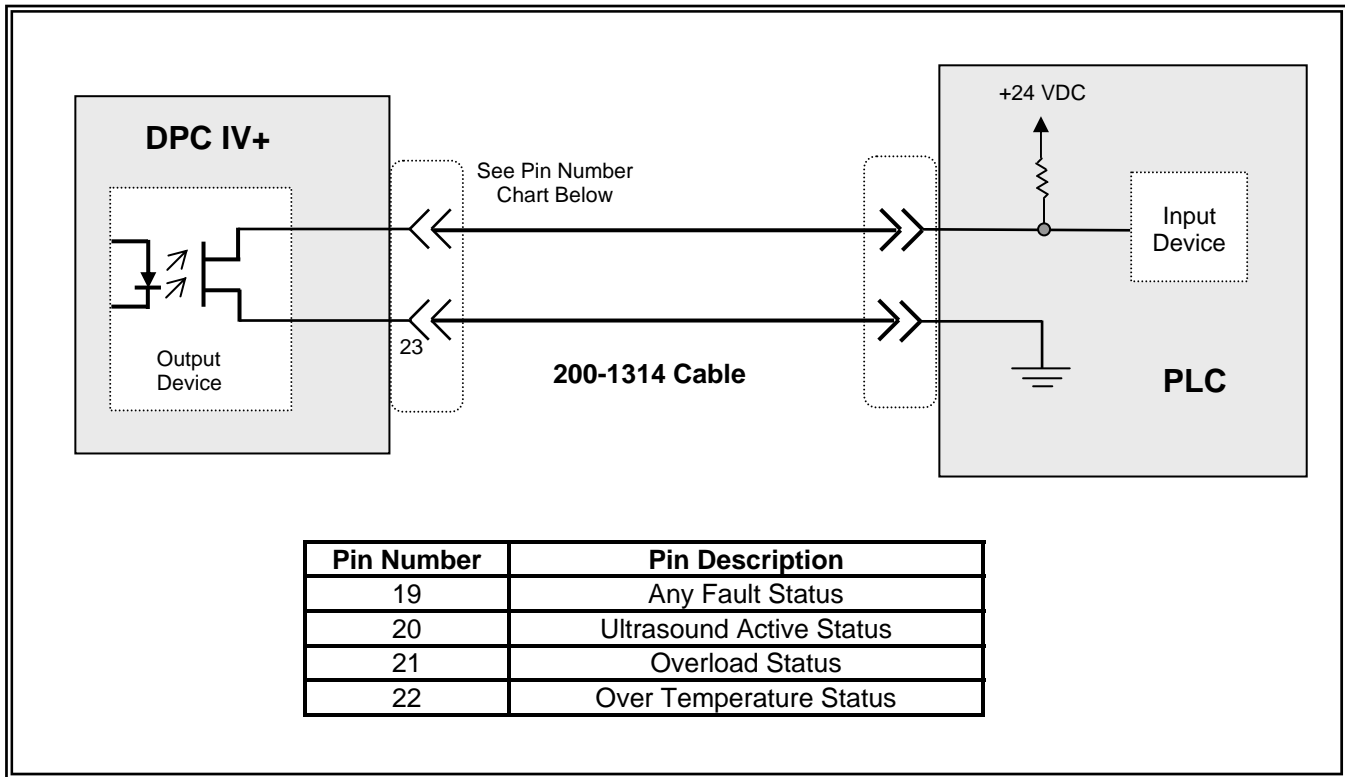 +24 VDC
DPC IV+
See Pin Number
Chart Below
Input
Device
23
Output
Device
200-1314 Cable
PLC
Pin Number Pin Description
19 Any Fault Status
20 Ultrasound Active Status
21 Overload Status
22 Over Temperature Status